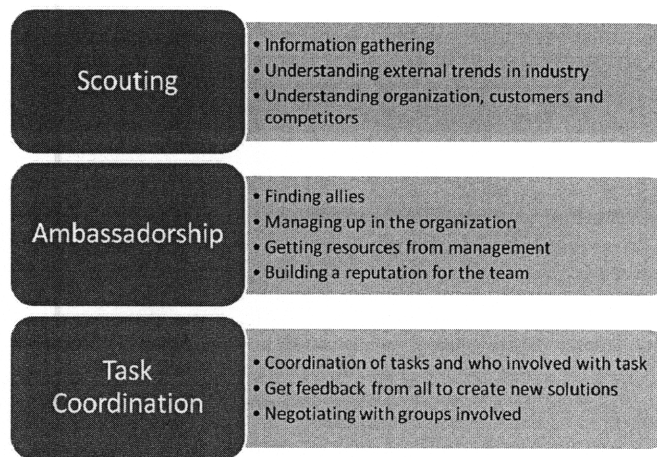 Scouting
• Information gathering
• Understanding external trends in industry
• Understanding organization, customers and
competitors
Ambassadorship
• Finding allies
• Managing up in the organization
• Getting resources from management
• Building a reputation for the team
Task
Coordination
• Coordination of tasks and who involved with task
• Get feedback from all to create new solutions
• Negotiating with groups involved